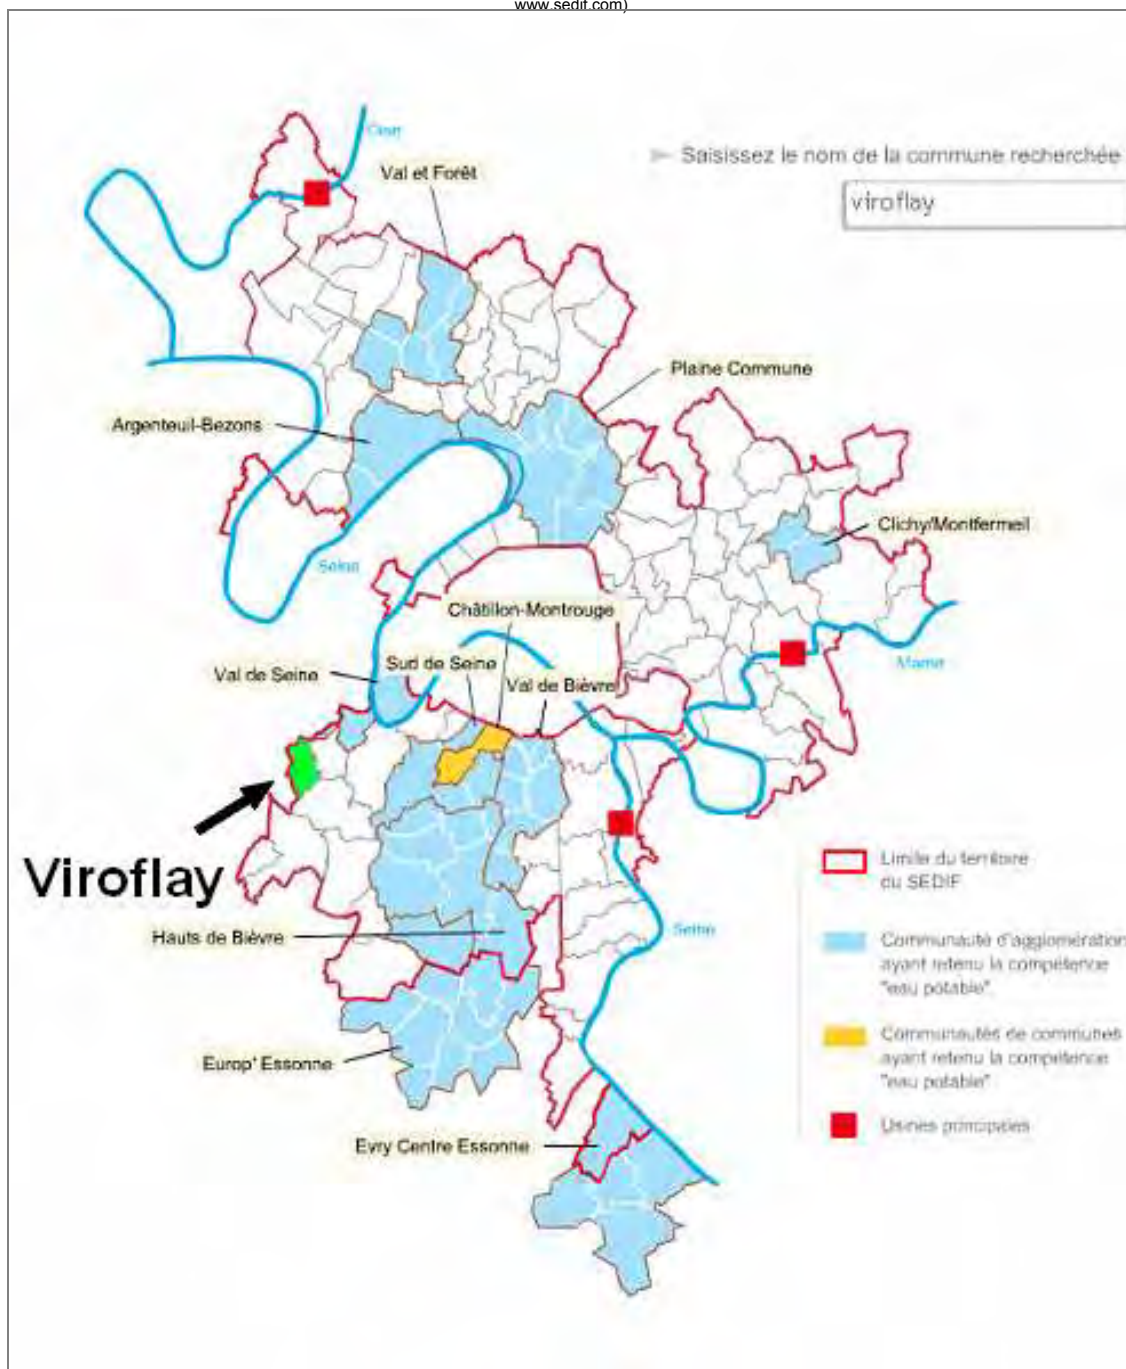 www.sedif.com)
Oise
Val et Forêt
Saisissez le nom de la commune recherchée
viroflay
Plaine Commune
Argenteuil-Bezons
Clichy/Montfermeil
Seine
Châtillon-Montrouge
Marne
Val de Seine
Sud de Seine
Val de Bièvre
Viroflay
Limite du territoire
du SEDIF
Hauts de Bièvre
Seine
Communauté d'agglomération
ayant retenu la compétence
"eau potable"
Communautés de communes
ayant retenu la compétence
"eau potable"
Europ' Essonne
Usines principales
Evry Centre Essonne